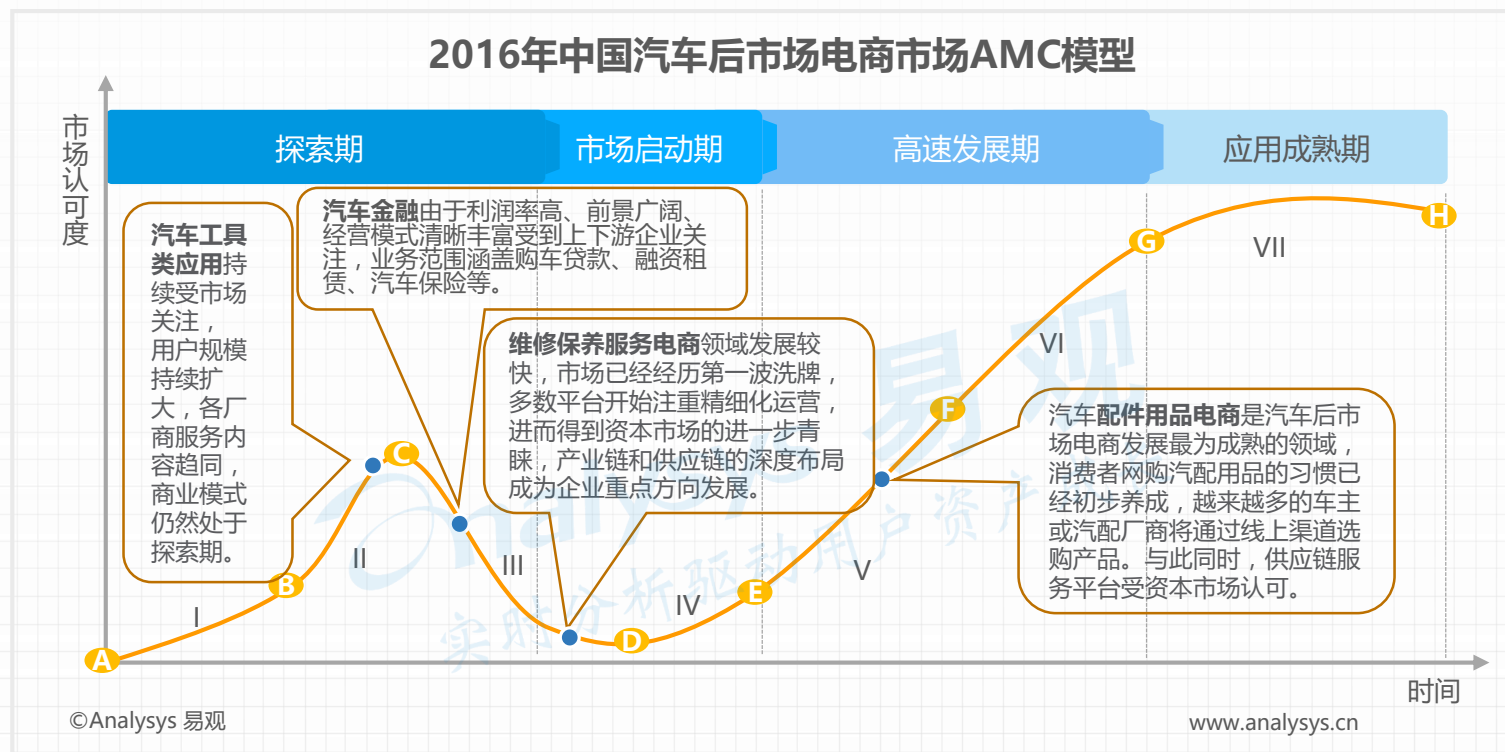 2016年中国汽车后市场电商市场AMC模型
市场认可度
探索期
市场启动期
高速发展期
应用成熟期
汽车工具
类应用持
续受市场
关注，
用户规模
持续扩
大，各厂
商服务内
容趋同，
商业模式
仍然处于
探索期。
汽车金融由于利润率高、前景广阔、
经营模式清晰丰富受到上下游企业关
注，业务范围涵盖购车贷款、融资租
赁、汽车保险等。
维修保养服务电商领域发展较
快，市场已经经历第一波洗牌，
多数平台开始注重精细化运营，
进而得到资本市场的进一步青
睐，产业链和供应链的深度布局
成为企业重点方向发展。
汽车配件用品电商是汽车后市
场电商发展最为成熟的领域，
消费者网购汽配用品的习惯已
经初步养成，越来越多的车主
或汽配厂商将通过线上渠道选
购产品。与此同时，供应链服
务平台受资本市场认可。
A
I
B
II
C
III
D
IV
E
V
F
VI
G
VII
H
Analysys 易观
实时分析驱动用户资产
时间
©Analysys 易观
www.analysys.cn